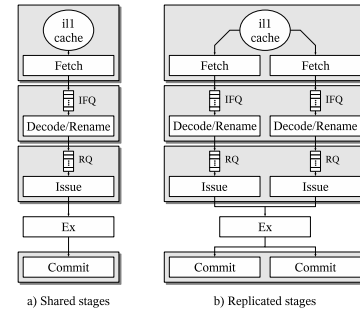 il1
cache
Fetch
IFQ
Decode/Rename
RQ
Issue
Ex
Commit
a) Shared stages
il1
cache
Fetch Fetch
IFQ IFQ
Decode/Rename Decode/Rename
RQ RQ
Issue Issue
Ex
Commit Commit
b) Replicated stages